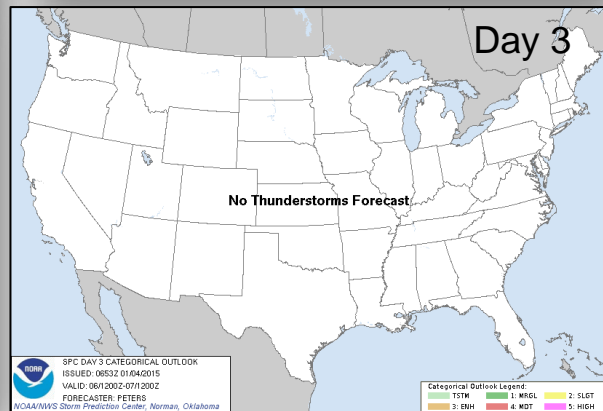 Day 3
No Thunderstorms Forecast
NOAA
SPC DAY 3 CATEGORICAL OUTLOOK
ISSUED: 0653Z 01/04/2015
VALID: 06/1200Z-07/1200Z
FORECASTER: PETERS
NOAA/NWS Storm Prediction Center, Norman, Oklahoma
Categorical Outlook Legend:
TSTM 1: MRGL 2: SLGT
3: ENH 4: MDT 5: HIGH